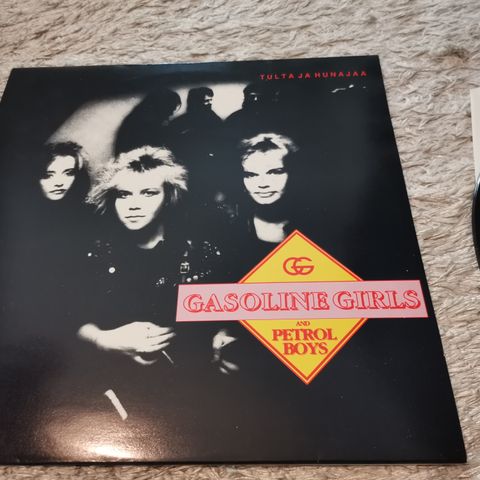 TULTA JA HUNAJAA
GG
GASOLINE GIRLS
AND
PETROL
BOYS